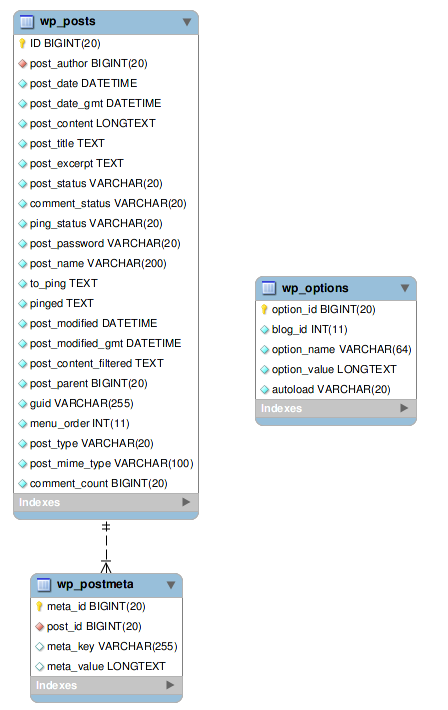 wp_posts
ID BIGINT(20)
post_author BIGINT(20)
post_date DATETIME
post_date_gmt DATETIME
post_content LONGTEXT
post_title TEXT
post_excerpt TEXT
post_status VARCHAR(20)
comment_status VARCHAR(20)
ping_status VARCHAR(20)
post_password VARCHAR(20)
post_name VARCHAR(200)
to_ping TEXT
pinged TEXT
post_modified DATETIME
post_modified_gmt DATETIME
post_content_filtered TEXT
post_parent BIGINT(20)
guid VARCHAR(255)
menu_order INT(11)
post_type VARCHAR(20)
post_mime_type VARCHAR(100)
comment_count BIGINT(20)
Indexes
wp_options
option_id BIGINT(20)
blog_id INT(11)
option_name VARCHAR(64)
option_value LONGTEXT
autoload VARCHAR(20)
Indexes
wp_postmeta
meta_id BIGINT(20)
post_id BIGINT(20)
meta_key VARCHAR(255)
meta_value LONGTEXT
Indexes